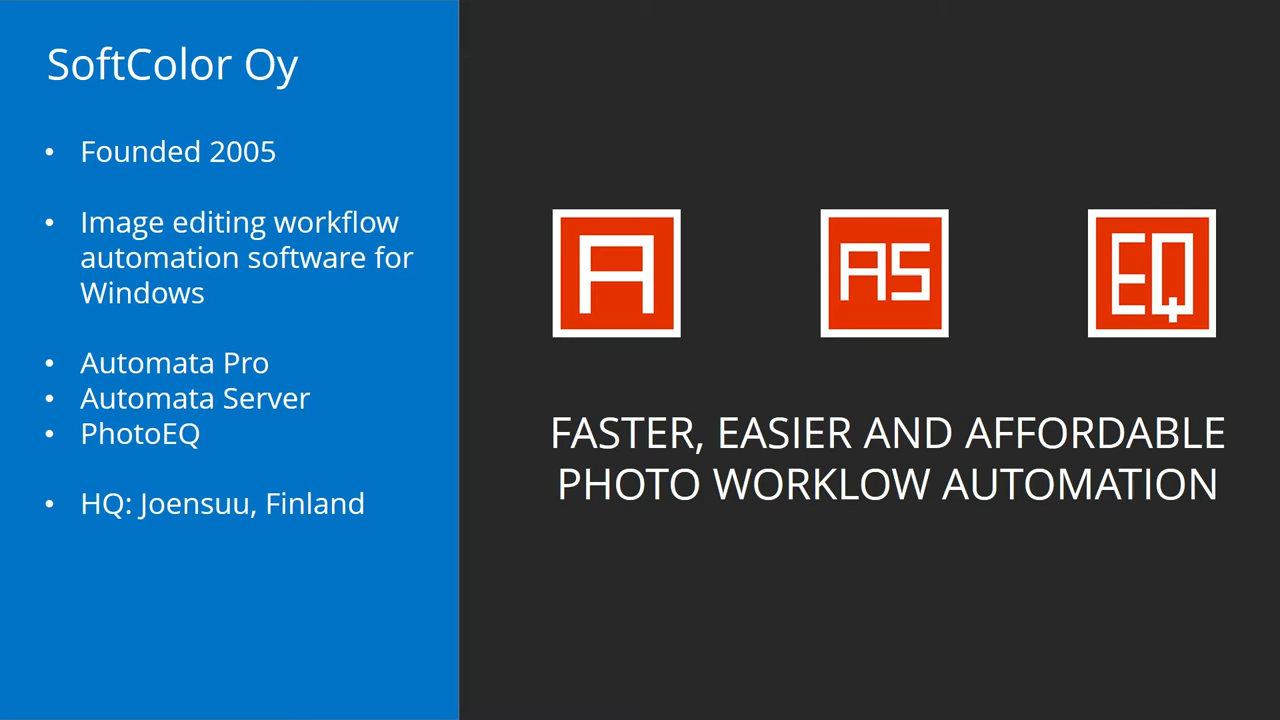 SoftColor Oy
• Founded 2005
• Image editing workflow
automation software for
Windows
• Automata Pro
• Automata Server
• PhotoEQ
• HQ: Joensuu, Finland
A
AS
EQ
FASTER, EASIER AND AFFORDABLE
PHOTO WORKLOW AUTOMATION